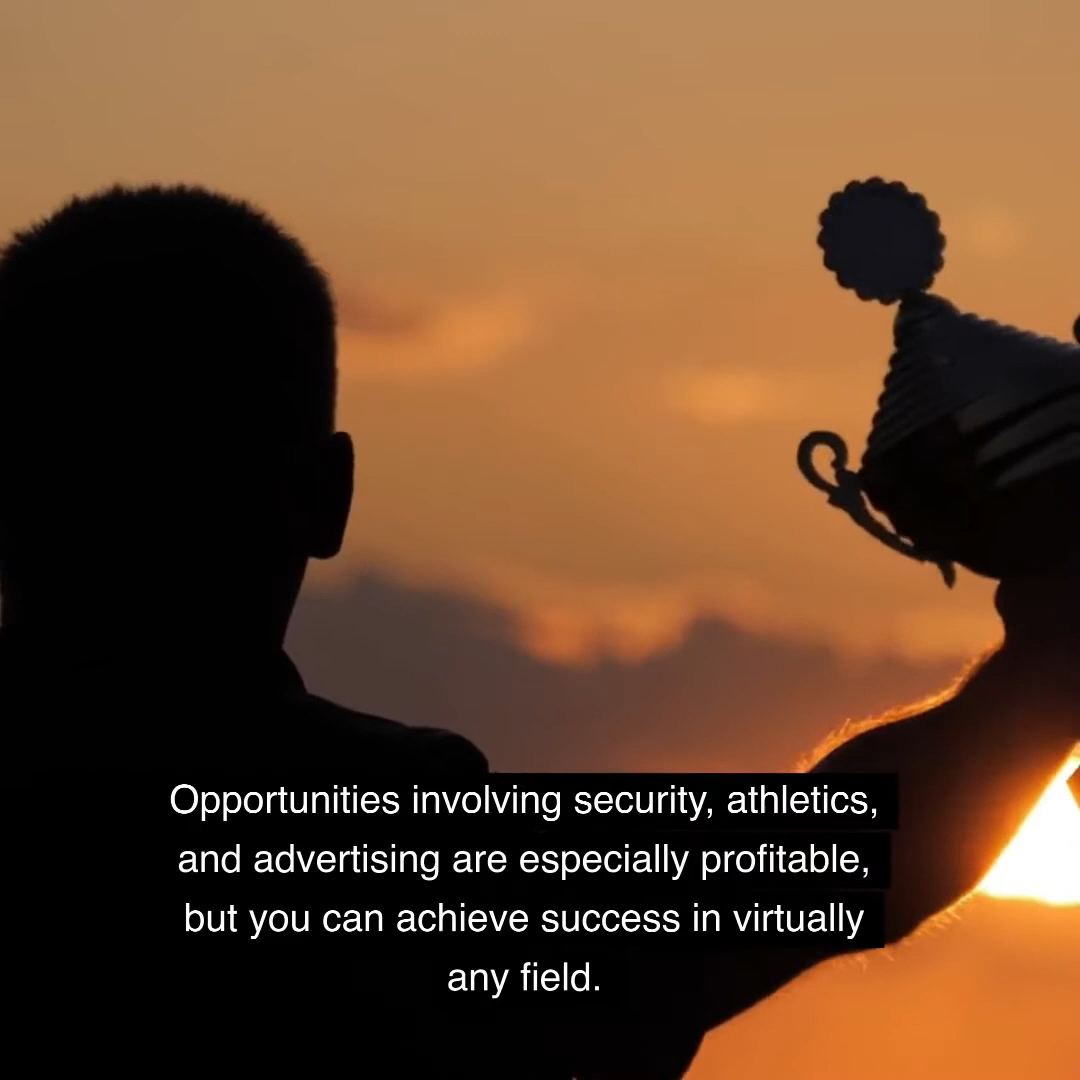 Opportunities involving security, athletics,
and advertising are especially profitable,
but you can achieve success in virtually
any field.